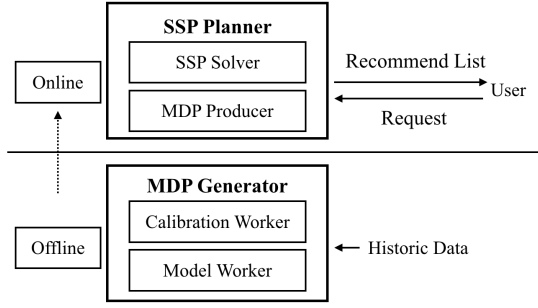 SSP Planner
SSP Solver
MDP Producer
Online
Recommend List
User
Request
MDP Generator
Calibration Worker
Model Worker
Offline
Historic Data